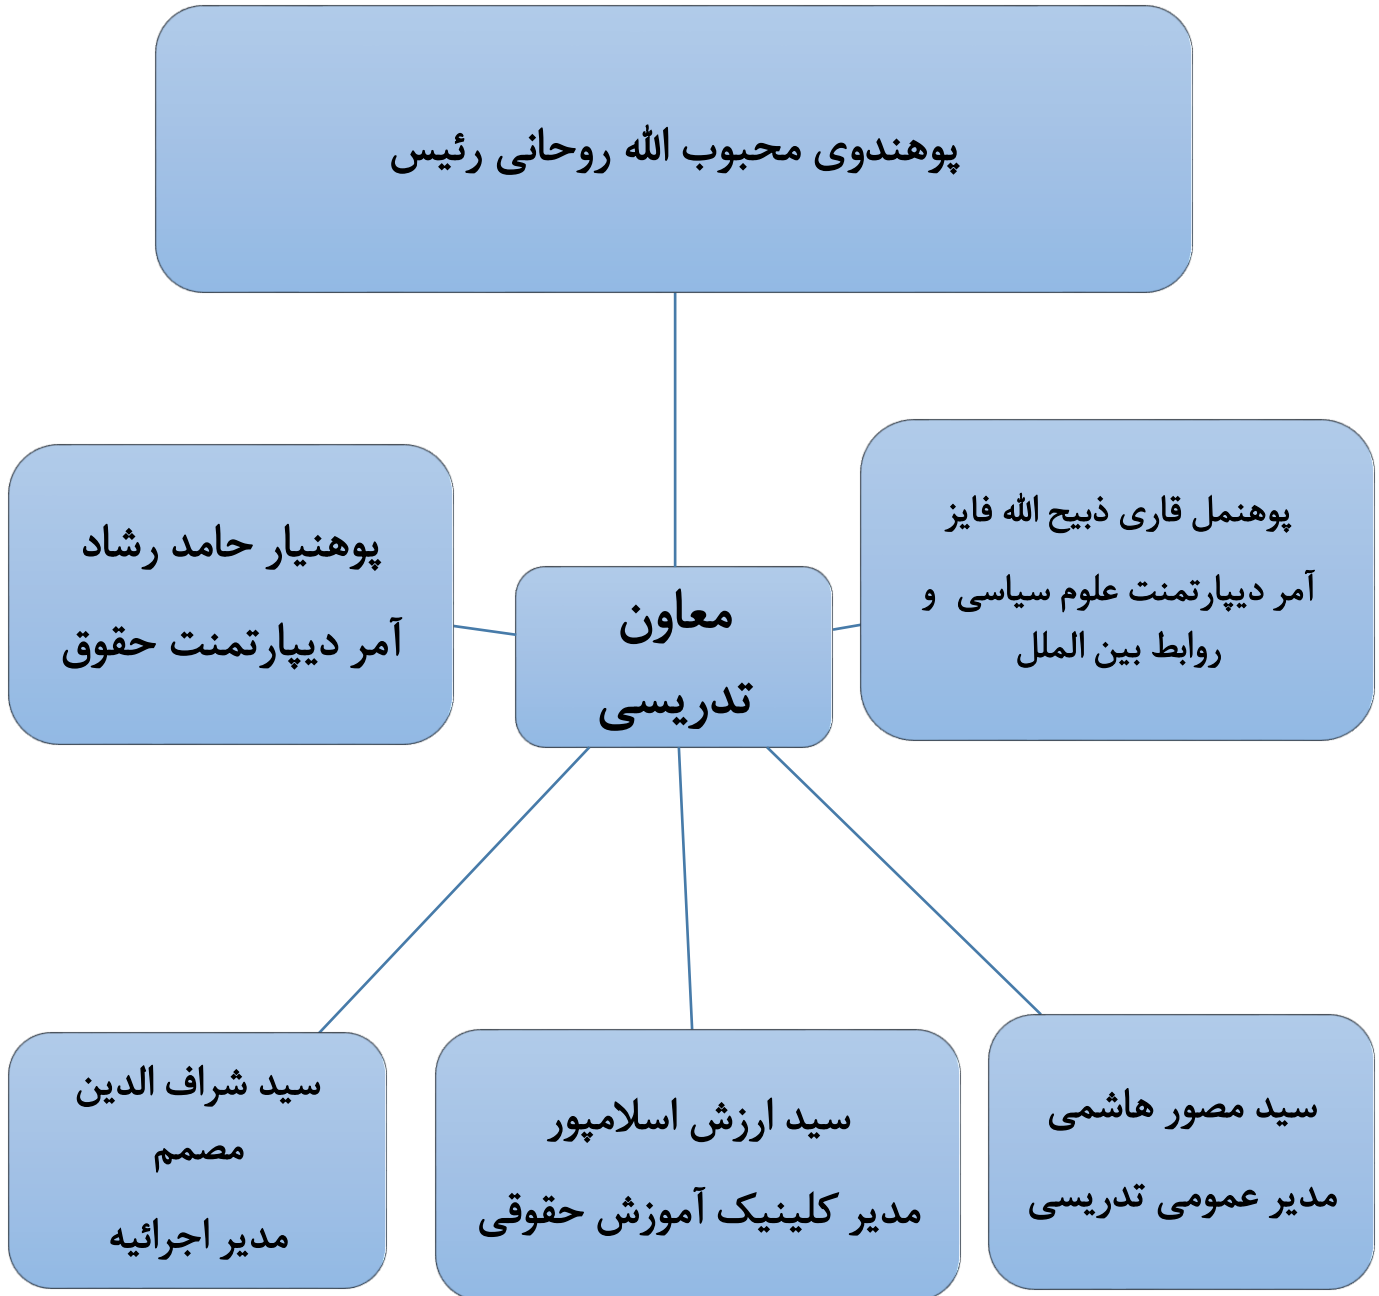 پوهندوی محبوب الله روحانی رئیس
پوهنمل قاری ذبیح الله فایز
آمر دیپارتمنت علوم سیاسی و
روابط بین الملل
معاون
تدریسی
پوهنیار حامد رشاد
آمر دیپارتمنت حقوق
سید مصور هاشمی
مدیر عمومی تدریسی
سید ارزش اسلامپور
مدیر کلینیک آموزش حقوقی
سید شراف الدین
مصمم
مدیر اجرائیه